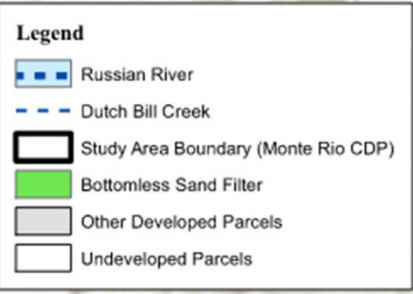 Legend
Russian River
Dutch Bill Creek
Study Area Boundary (Monte Rio CDP)
Bottomless Sand Filter
Other Developed Parcels
Undeveloped Parcels